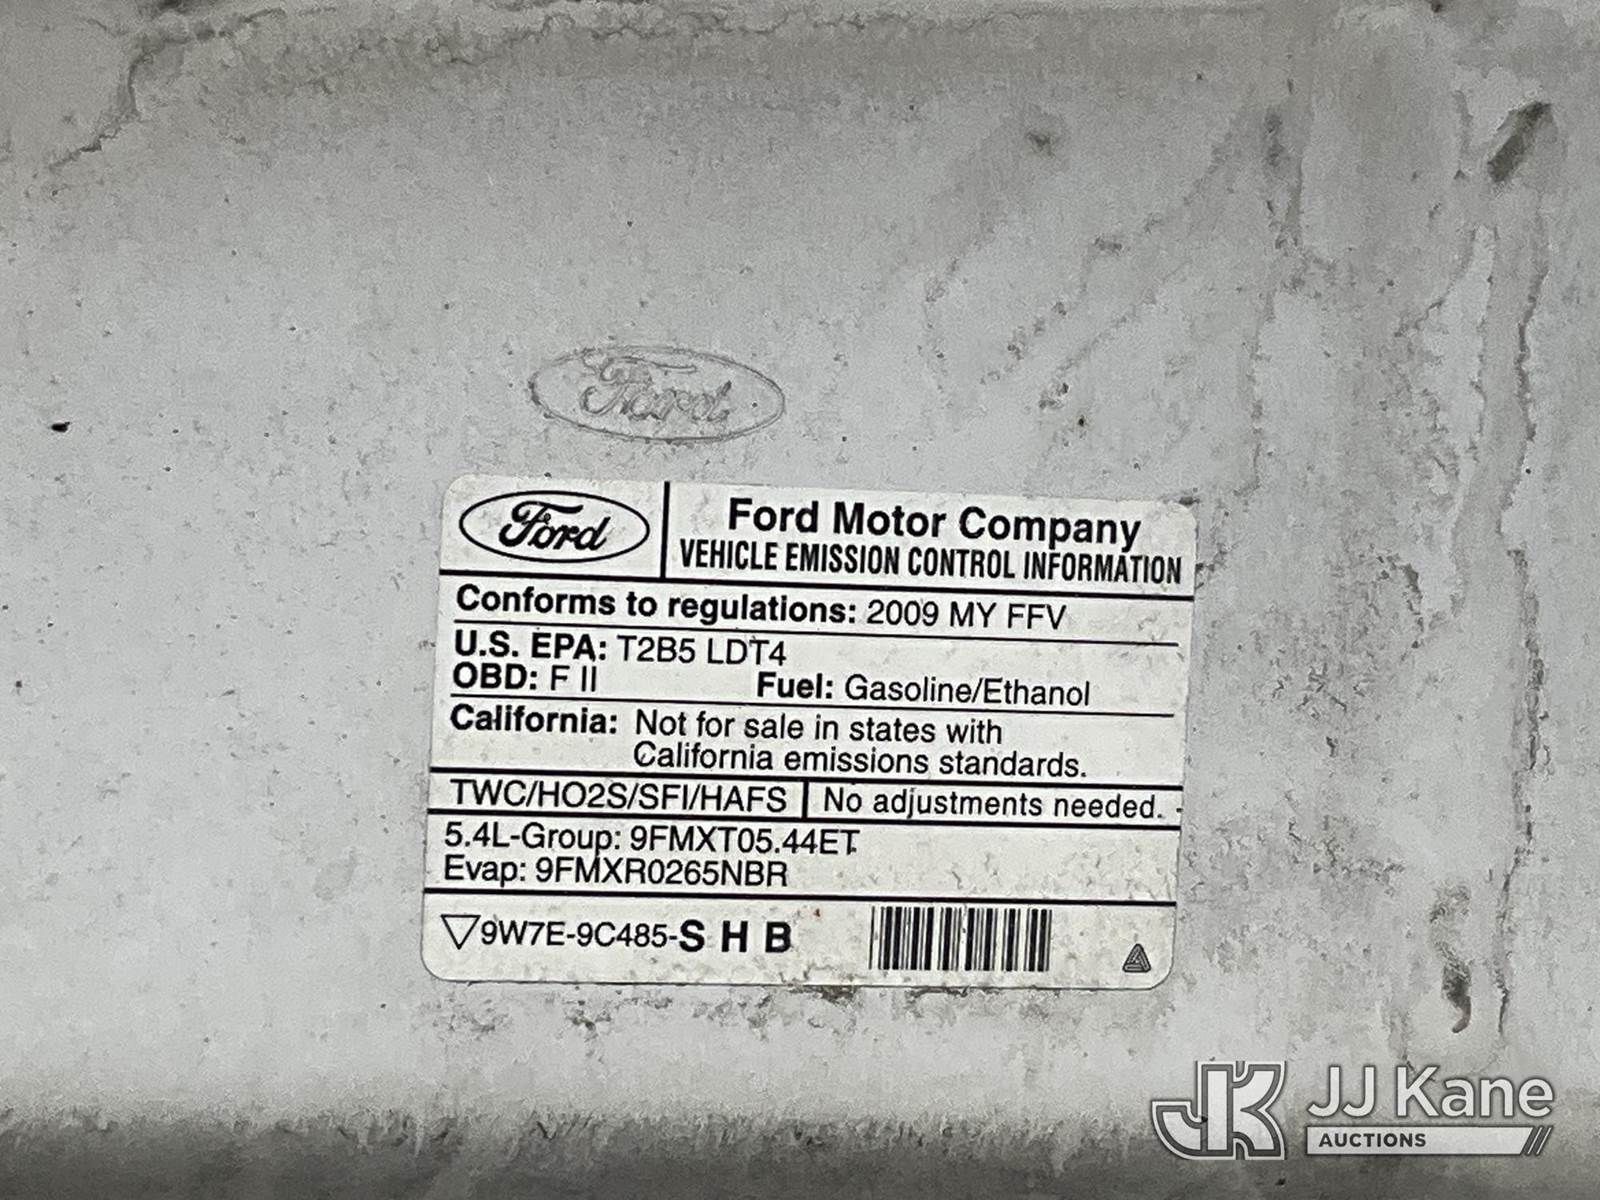 Ford
Ford
Ford Motor Company
VEHICLE EMISSION CONTROL INFORMATION
Conforms to regulations: 2009 MY FFV
U.S. EPA: T2B5 LDT4
OBD: F II Fuel: Gasoline/Ethanol
California: Not for sale in states with
California emissions standards.
TWC/HO2S/SFI/HAFS No adjustments needed.
5.4L-Group: 9FMXT05.44ET
Evap: 9FMXR0265NBR
9W7E-9C485-S H B
JK JJ Kane
AUCTIONS